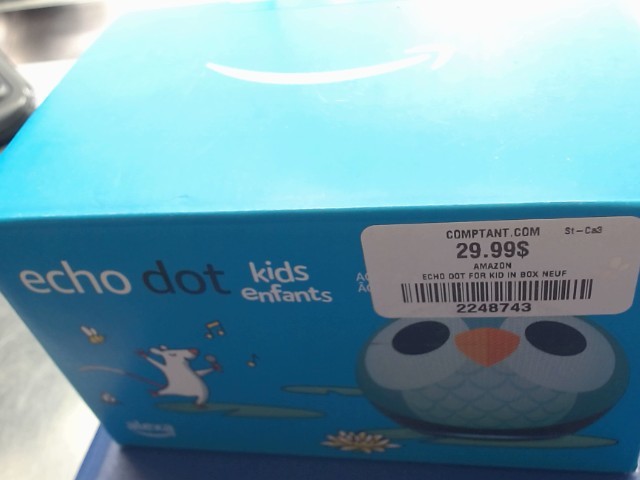 COMPTANT.COM St-Ca3
29.99$
AMAZON
ECHO DOT FOR KID IN BOX NEUF
2248743
echo dot kids
enfants
alexa